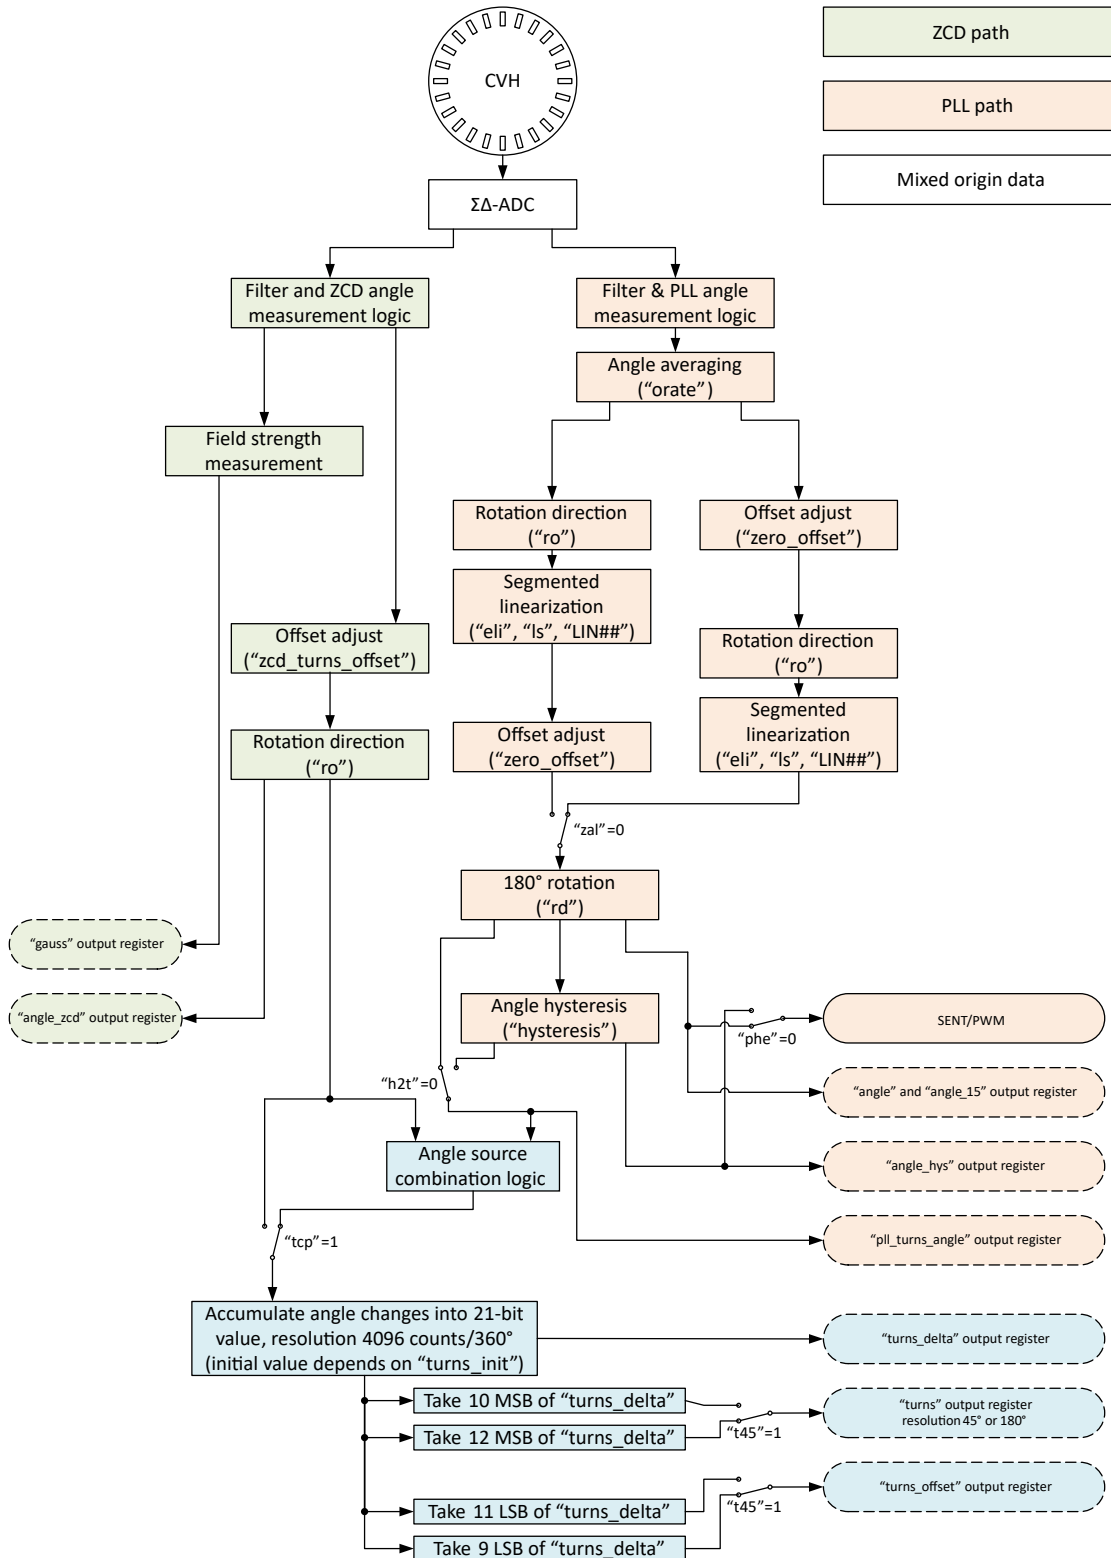 CVH
ZCD path
PLL path
Mixed origin data
ΣΔ-ADC
Filter and ZCD angle
measurement logic
Filter & PLL angle
measurement logic
Angle averaging
(“orate”)
Field strength
measurement
Rotation direction
(“ro”)
Offset adjust
(“zero_offset”)
Segmented
linearization
(“eli”, “ls”, “LIN##”)
Offset adjust
(“zcd_turns_offset”)
Rotation direction
(“ro”)
Rotation direction
(“ro”)
Offset adjust
(“zero_offset”)
Segmented
linearization
(“eli”, “ls”, “LIN##”)
“zal”=0
180° rotation
(“rd”)
“gauss” output register
Angle hysteresis
(“hysteresis”)
“angle_zcd” output register
SENT/PWM
“phe”=0
“h2t”=0
“angle” and “angle_15” output register
Angle source
combination logic
“angle_hys” output register
“tcp”=1
“pll_turns_angle” output register
Accumulate angle changes into 21-bit
value, resolution 4096 counts/360°
(initial value depends on “turns_init”)
“turns_delta” output register
Take 10 MSB of “turns_delta”
Take 12 MSB of “turns_delta”
“t45”=1
“turns” output register
resolution 45° or 180°
Take 11 LSB of “turns_delta”
Take 9 LSB of “turns_delta”
“t45”=1
“turns_offset” output register